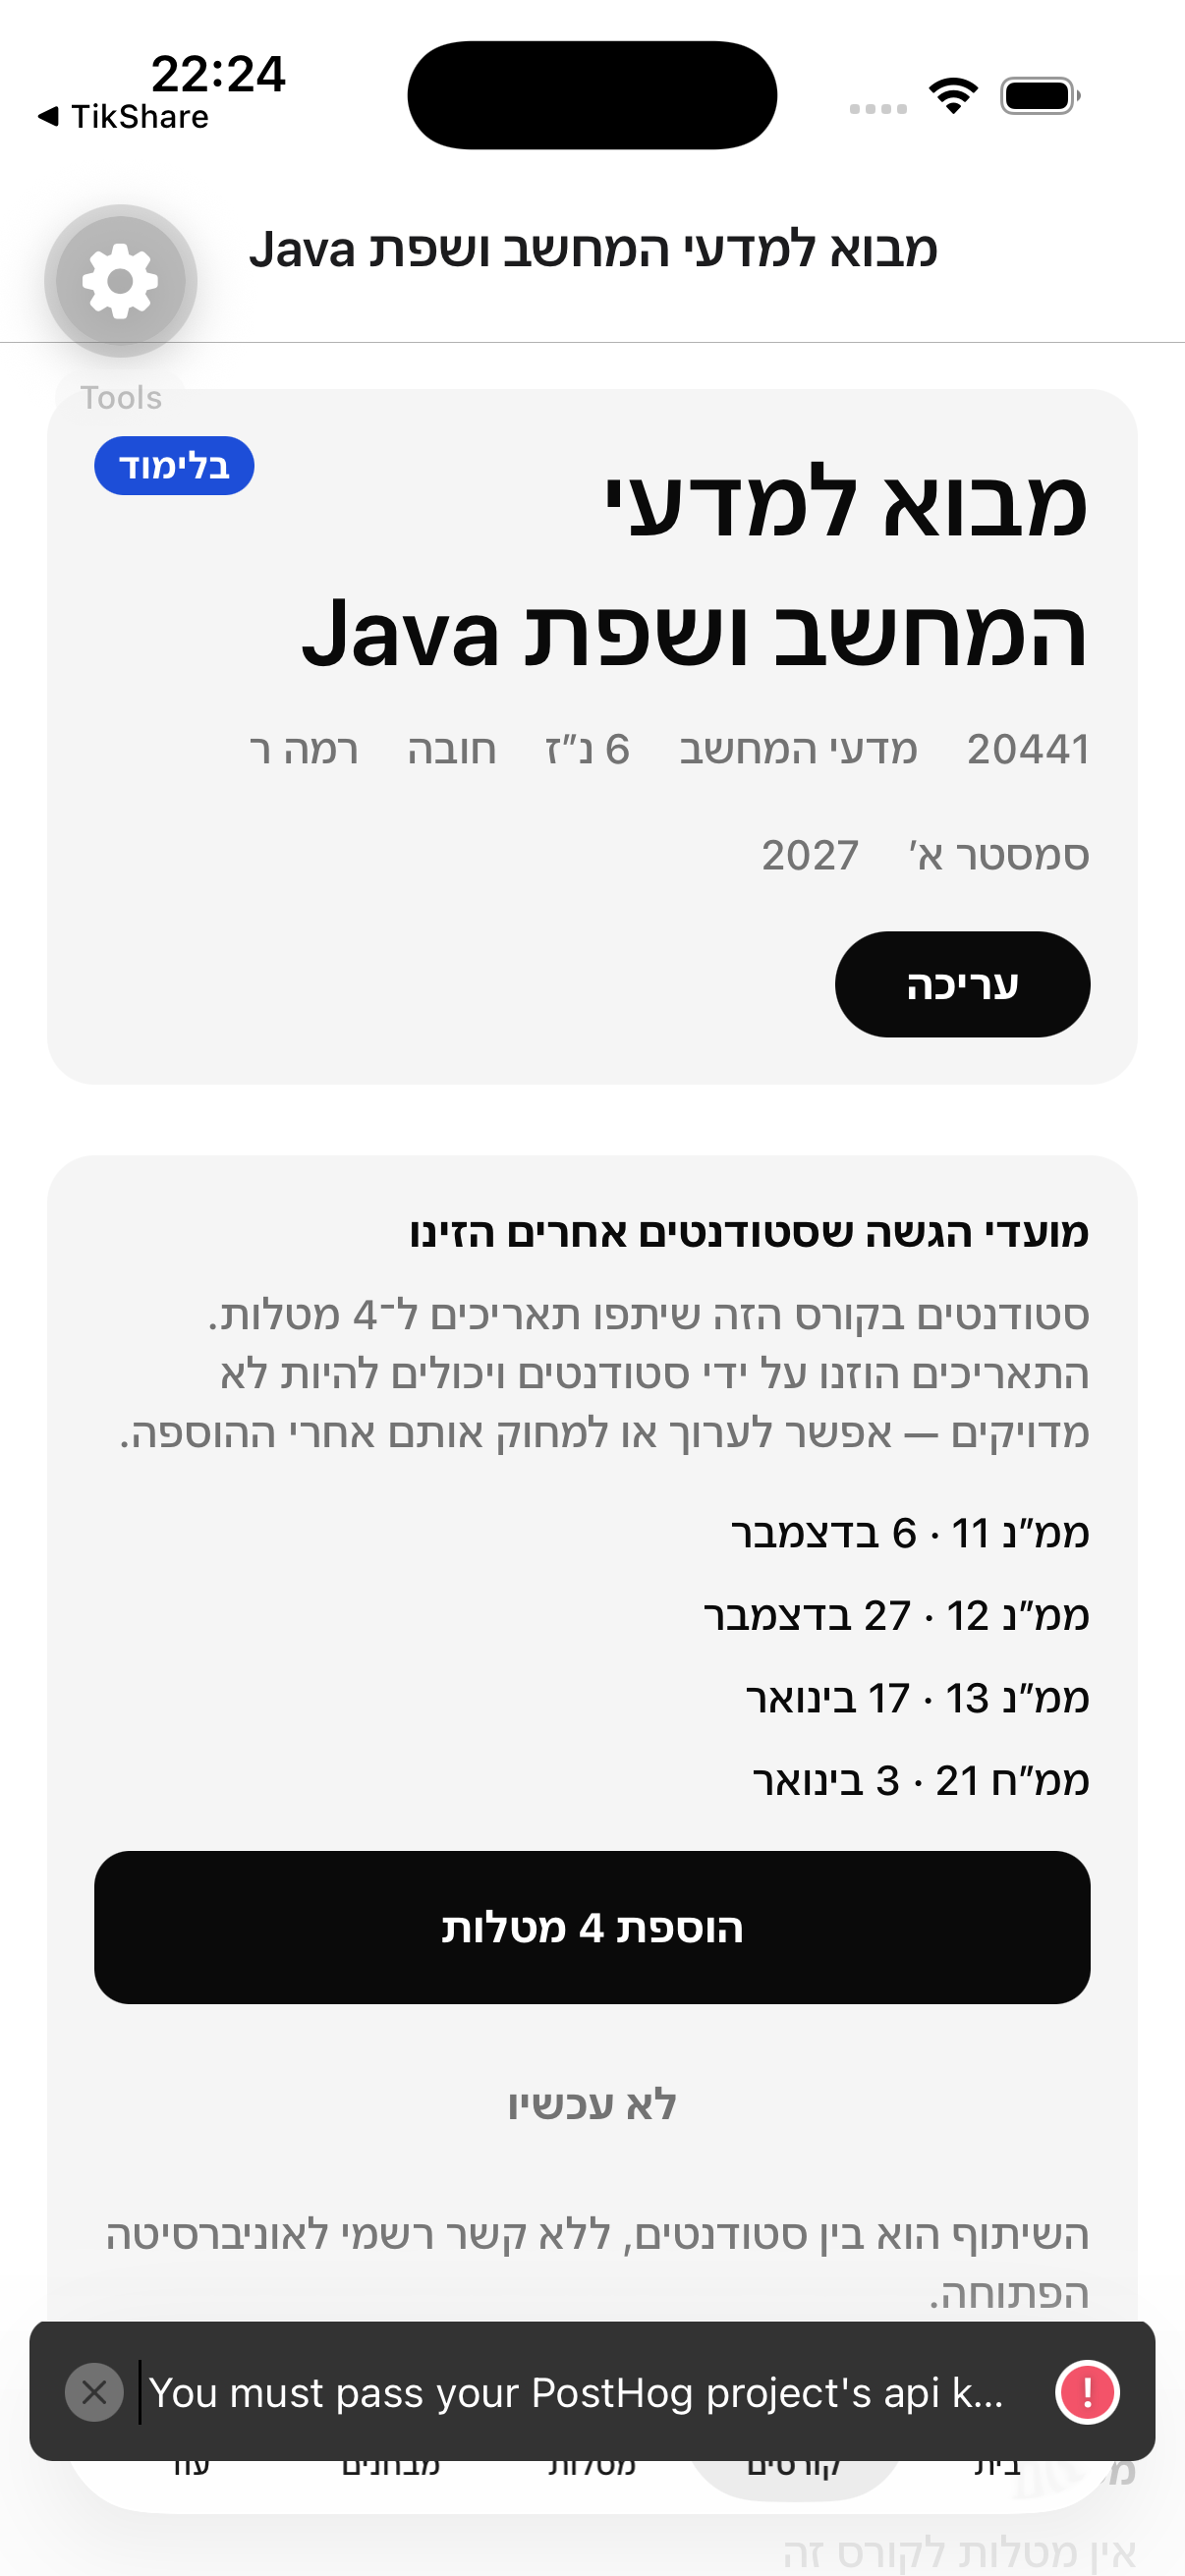 22:24
TikShare
מבוא למדעי המחשב ושפת Java
Tools
בלימוד
מבוא למדעי
המחשב ושפת Java
20441 מדעי המחשב 6 נ״ז חובה רמה ר
סמסטר א׳ 2027
עריכה
מועדי הגשה שסטודנטים אחרים הזינו
סטודנטים בקורס הזה שיתפו תאריכים ל־4 מטלות.
התאריכים הוזנו על ידי סטודנטים ויכולים להיות לא
מדויקים — אפשר לערוך או למחוק אותם אחרי ההוספה.
ממ״נ 11 · 6 בדצמבר
ממ״נ 12 · 27 בדצמבר
ממ״נ 13 · 17 בינואר
ממ״ח 21 · 3 בינואר
הוספת 4 מטלות
לא עכשיו
השיתוף הוא בין סטודנטים, ללא קשר רשמי לאוניברסיטה
הפתוחה.
You must pass your PostHog project's api k...
בית קורסים מטלות מבחנים עוד
אין מטלות לקורס זה